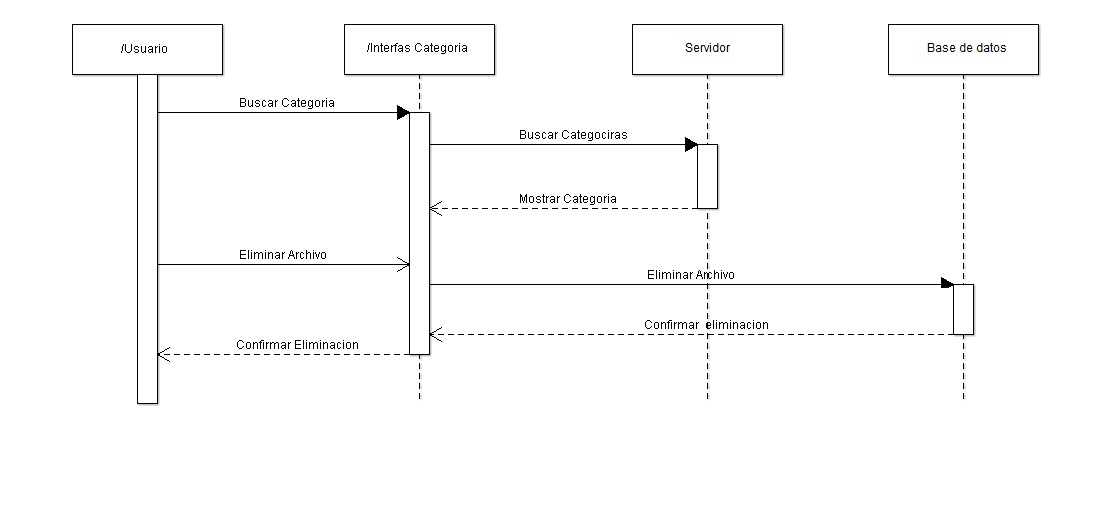 /Usuario
/Interfas Categoria
Servidor
Base de datos
Buscar Categoria
Buscar Categociras
Mostrar Categoria
Eliminar Archivo
Eliminar Archivo
Confirmar eliminacion
Confirmar Eliminacion